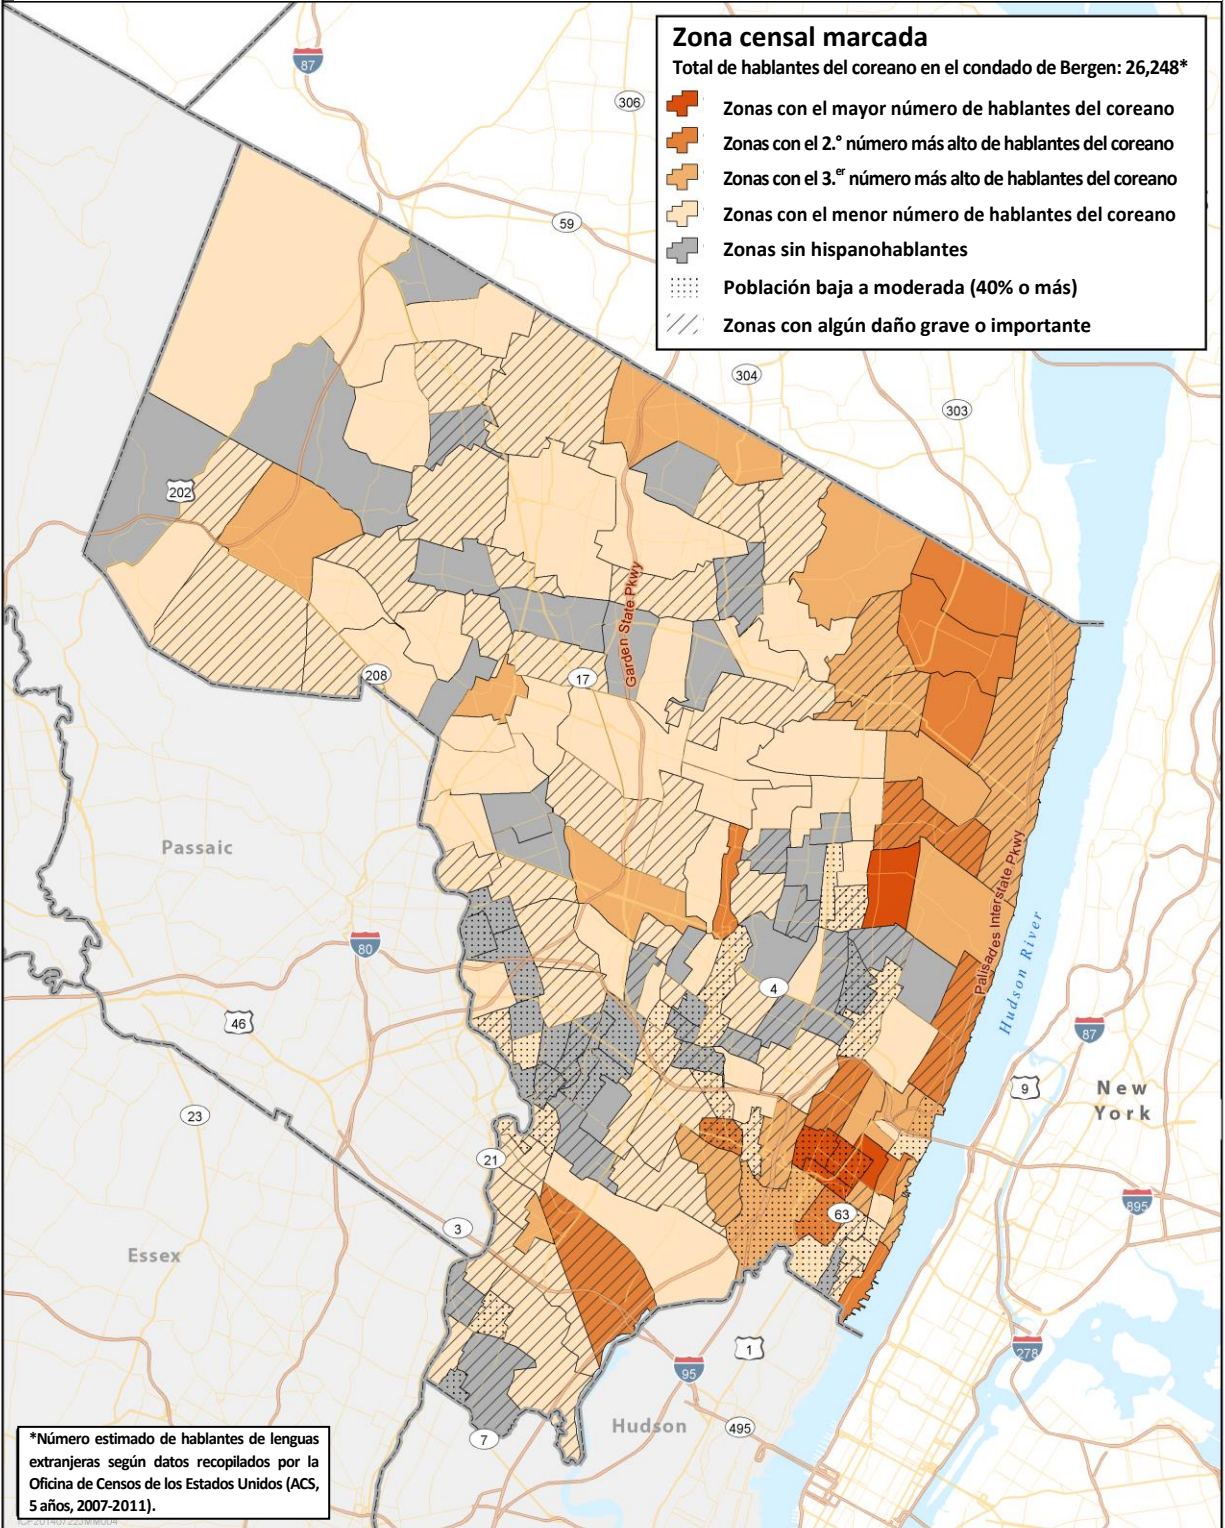 Zona censal marcada
Total de hablantes del coreano en el condado de Bergen: 26,248*
Zonas con el mayor número de hablantes del coreano
Zonas con el 2.° número más alto de hablantes del coreano
Zonas con el 3.er número más alto de hablantes del coreano
Zonas con el menor número de hablantes del coreano
Zonas sin hispanohablantes
Población baja a moderada (40% o más)
Zonas con algún daño grave o importante
87
306
59
304
303
202
Garden State Pkwy
208
17
Passaic
Palisades Interstate Pkwy
80
Hudson River
4
46
87
9
New
York
23
21
895
63
3
Essex
1
278
95
Hudson
495
7
*Número estimado de hablantes de lenguas
extranjeras según datos recopilados por la
Oficina de Censos de los Estados Unidos (ACS,
5 años, 2007-2011).